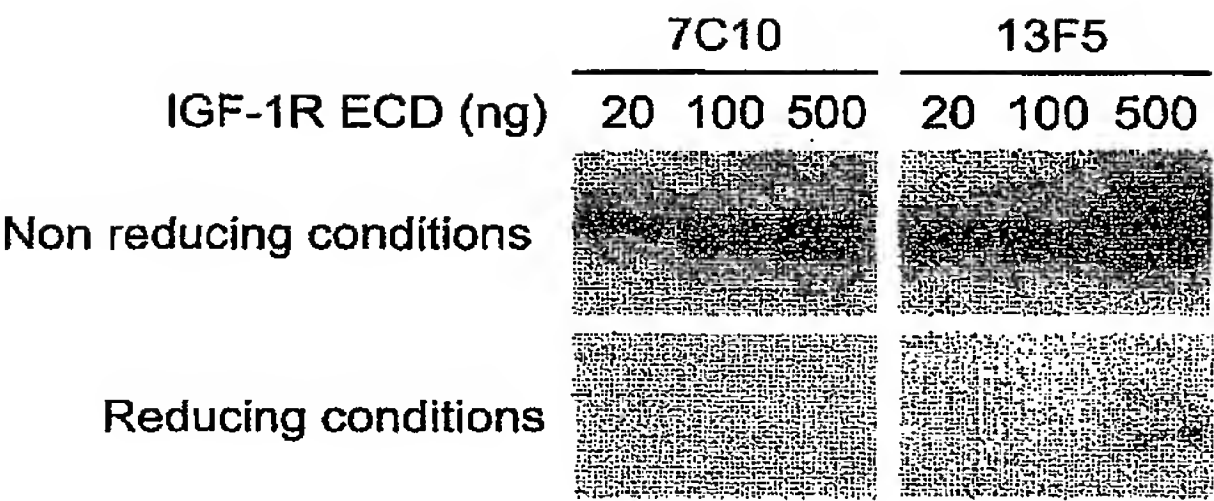 7C10 13F5
IGF-1R ECD (ng) 20 100 500 20 100 500
Non reducing conditions
Reducing conditions